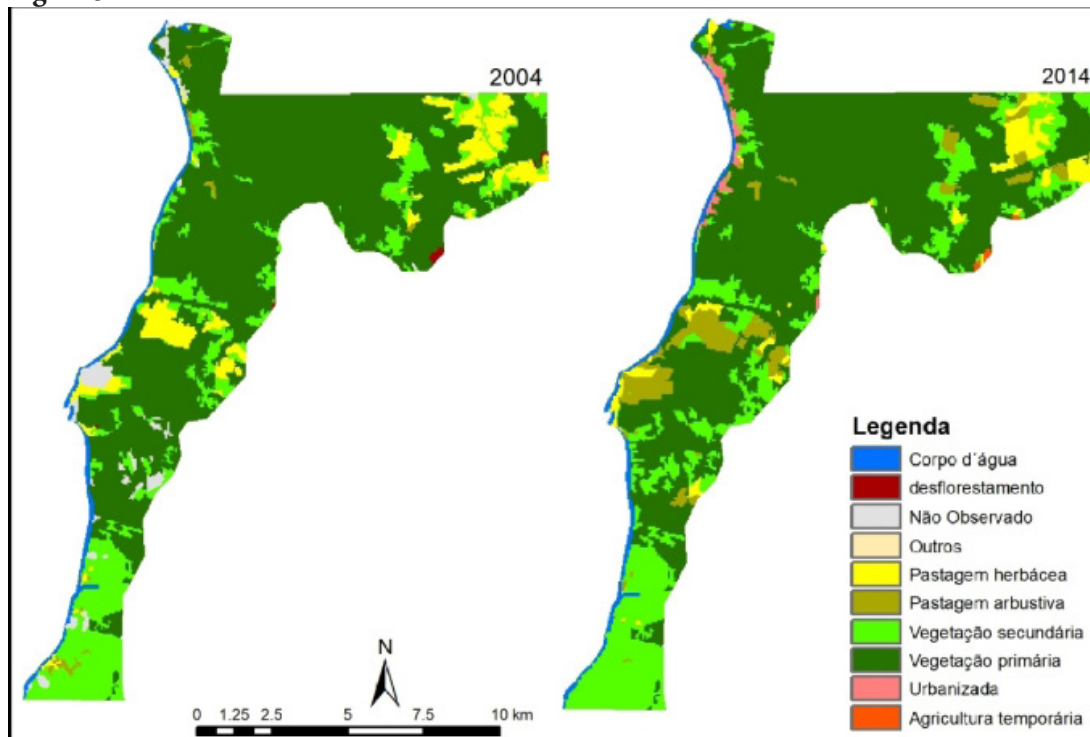 2004
2014
Legenda
Corpo d´água
desflorestamento
Não Observado
Outros
Pastagem herbácea
Pastagem arbustiva
Vegetação secundária
Vegetação primária
Urbanizada
Agricultura temporária
N
0 1.25 2.5 5 7.5 10 km